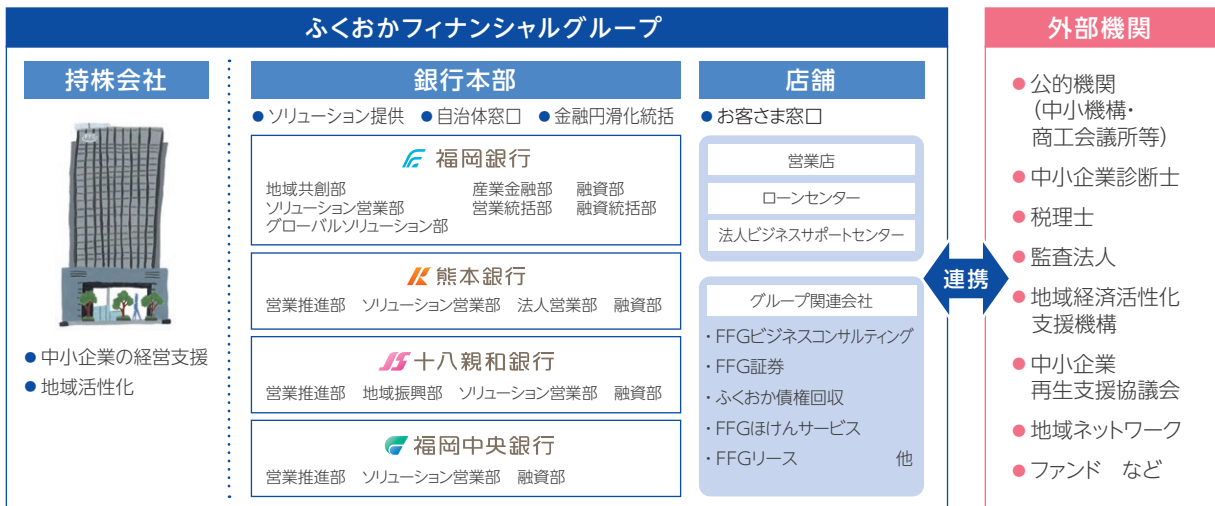 ふくおかフィナンシャルグループ
持株会社
● 中小企業の経営支援
● 地域活性化
銀行本部
● ソリューション提供 ● 自治体窓口 ● 金融円滑化統括
福岡銀行
地域共創部 産業金融部 融資部
ソリューション営業部 営業統括部 融資統括部
グローバルソリューション部
熊本銀行
営業推進部 ソリューション営業部 法人営業部 融資部
十八親和銀行
営業推進部 地域振興部 ソリューション営業部 融資部
福岡中央銀行
営業推進部 ソリューション営業部 融資部
店舗
● お客さま窓口
営業店
ローンセンター
法人ビジネスサポートセンター
グループ関連会社
・FFGビジネスコンサルティング
・FFG証券
・ふくおか債権回収
・FFGほけんサービス
・FFGリース 他
連携
外部機関
● 公的機関
（中小機構・
商工会議所等）
● 中小企業診断士
● 税理士
● 監査法人
● 地域経済活性化
支援機構
● 中小企業
再生支援協議会
● 地域ネットワーク
● ファンド など